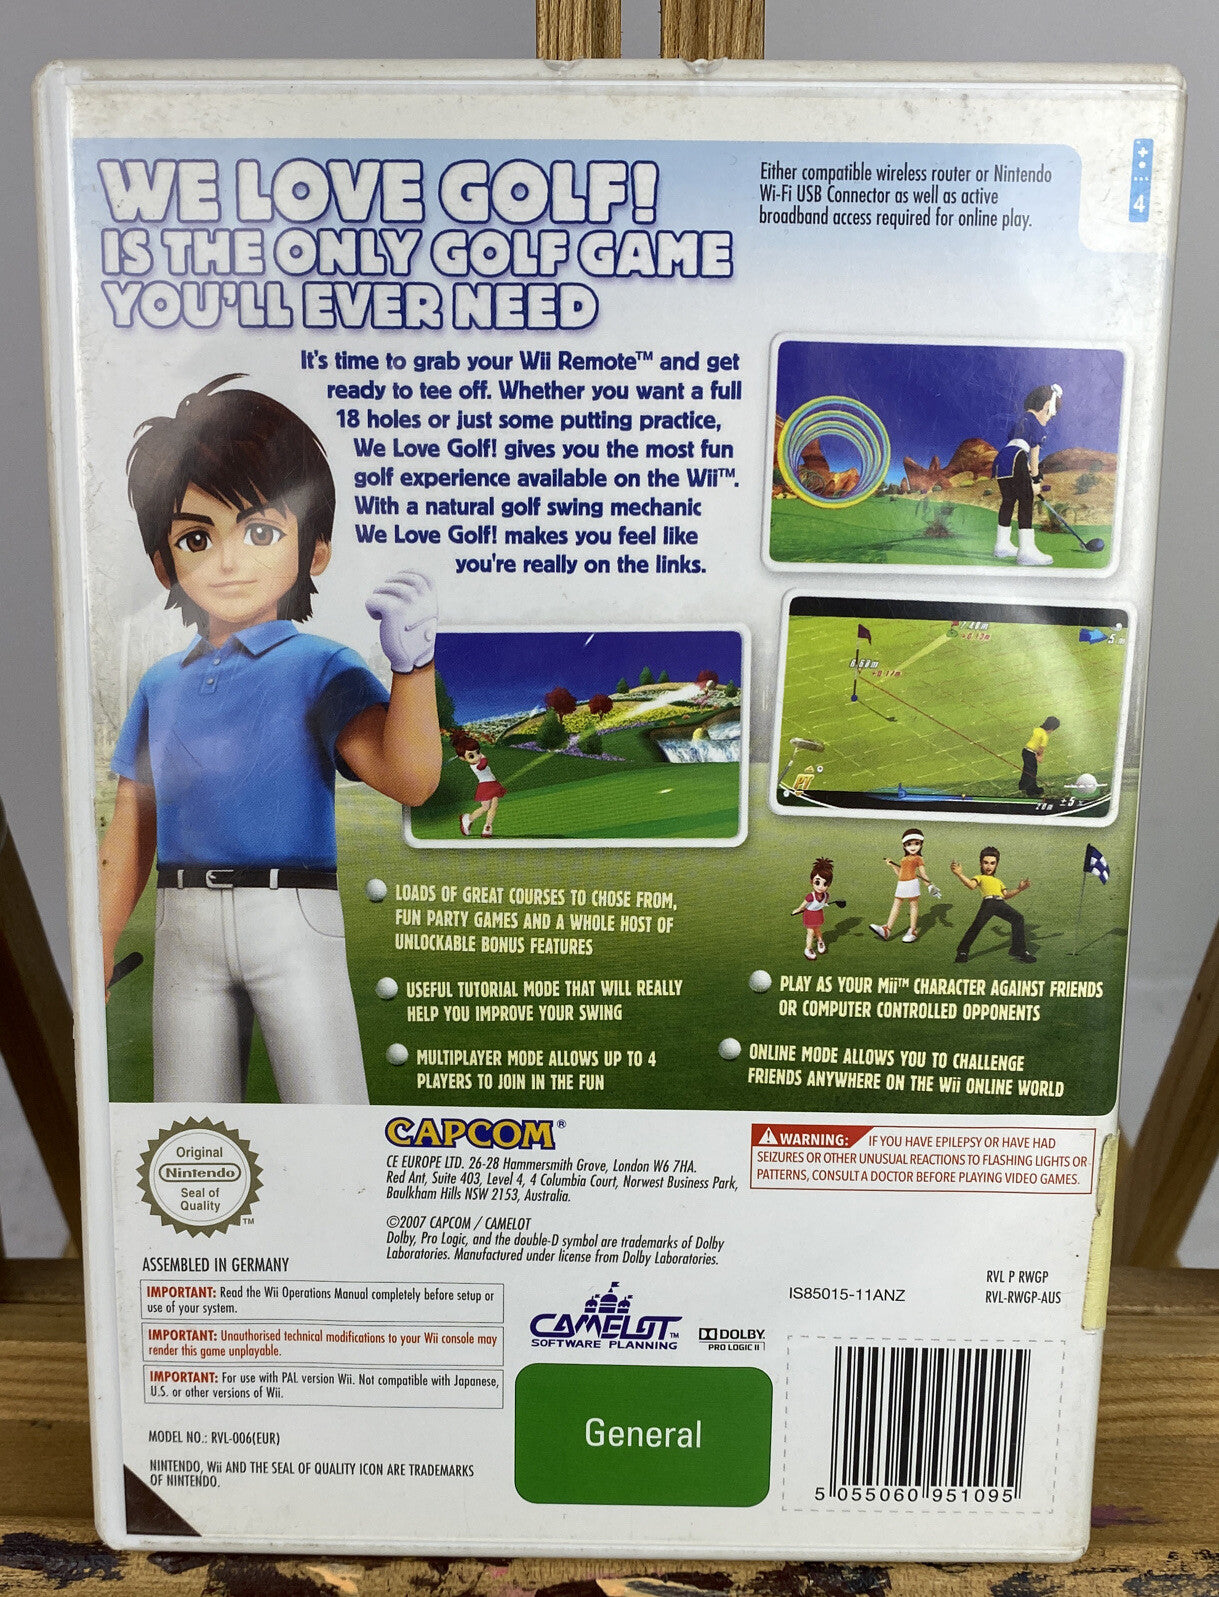 WE LOVE GOLF!
IS THE ONLY GOLF GAME
YOU'LL EVER NEED
Either compatible wireless router or Nintendo
Wi-Fi USB Connector as well as active
broadband access required for online play.
4
It's time to grab your Wii Remote™ and get
ready to tee off. Whether you want a full
18 holes or just some putting practice,
We Love Golf! gives you the most fun
golf experience available on the Wii™.
With a natural golf swing mechanic
We Love Golf! makes you feel like
you're really on the links.
LOADS OF GREAT COURSES TO CHOSE FROM,
FUN PARTY GAMES AND A WHOLE HOST OF
UNLOCKABLE BONUS FEATURES
USEFUL TUTORIAL MODE THAT WILL REALLY
HELP YOU IMPROVE YOUR SWING
MULTIPLAYER MODE ALLOWS UP TO 4
PLAYERS TO JOIN IN THE FUN
PLAY AS YOUR Mii™ CHARACTER AGAINST FRIENDS
OR COMPUTER CONTROLLED OPPONENTS
ONLINE MODE ALLOWS YOU TO CHALLENGE
FRIENDS ANYWHERE ON THE Wii ONLINE WORLD
Original
Nintendo
Seal of
Quality
TM
ASSEMBLED IN GERMANY
CAPCOM®
CE EUROPE LTD. 26-28 Hammersmith Grove, London W6 7HA.
Red Ant, Suite 403, Level 4, 4 Columbia Court, Norwest Business Park,
Baulkham Hills NSW 2153, Australia.
©2007 CAPCOM / CAMELOT
Dolby, Pro Logic, and the double-D symbol are trademarks of Dolby
Laboratories. Manufactured under license from Dolby Laboratories.
WARNING: IF YOU HAVE EPILEPSY OR HAVE HAD
SEIZURES OR OTHER UNUSUAL REACTIONS TO FLASHING LIGHTS OR
PATTERNS, CONSULT A DOCTOR BEFORE PLAYING VIDEO GAMES.
IMPORTANT: Read the Wii Operations Manual completely before setup or
use of your system.
IMPORTANT: Unauthorised technical modifications to your Wii console may
render this game unplayable.
IMPORTANT: For use with PAL version Wii. Not compatible with Japanese,
U.S. or other versions of Wii.
MODEL NO.: RVL-006(EUR)
NINTENDO, Wii AND THE SEAL OF QUALITY ICON ARE TRADEMARKS
OF NINTENDO.
CAMELOT™
SOFTWARE PLANNING
DOLBY
PRO LOGIC II
General
IS85015-11ANZ
RVL P RWGP
RVL-RWGP-AUS
5 055060 951095